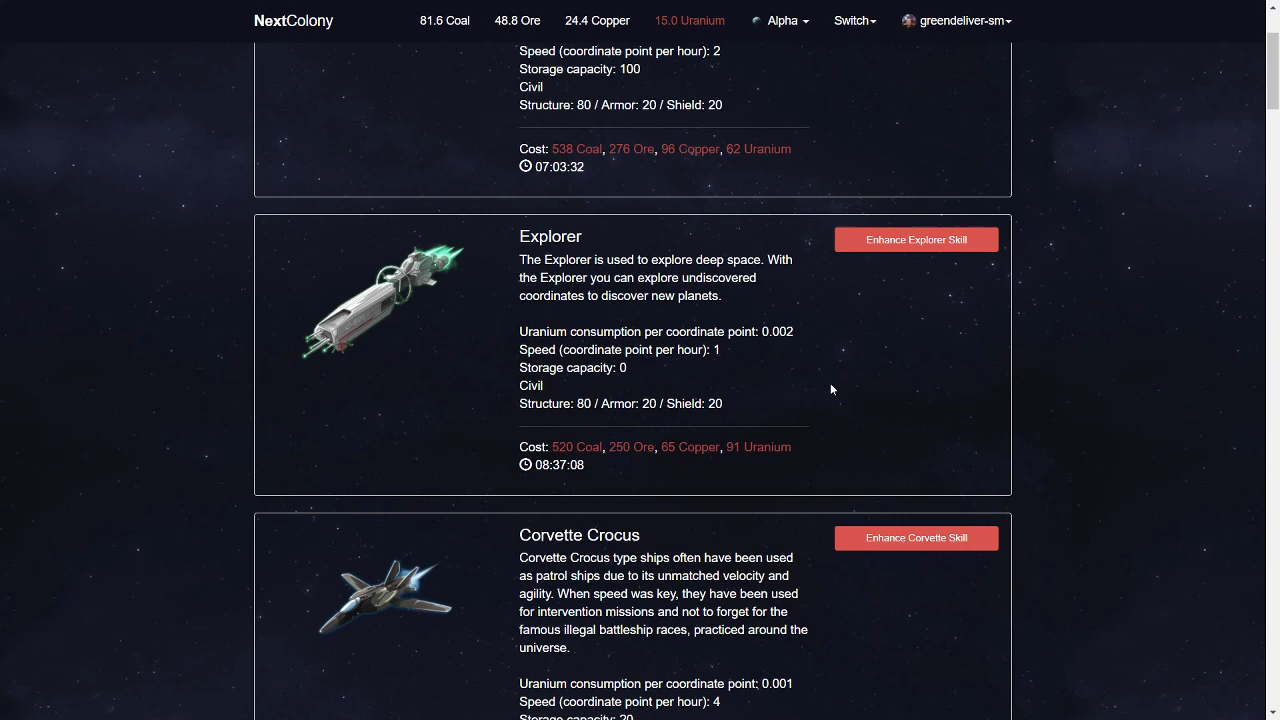 NextColony 81.6 Coal 48.8 Ore 24.4 Copper 15.0 Uranium Alpha Switch greendeliver-sm
Speed (coordinate point per hour): 2
Storage capacity: 100
Civil
Structure: 80 / Armor: 20 / Shield: 20
Cost: 538 Coal, 276 Ore, 96 Copper, 62 Uranium
07:03:32
Explorer
Enhance Explorer Skill
The Explorer is used to explore deep space. With
the Explorer you can explore undiscovered
coordinates to discover new planets.
Uranium consumption per coordinate point: 0.002
Speed (coordinate point per hour): 1
Storage capacity: 0
Civil
Structure: 80 / Armor: 20 / Shield: 20
Cost: 520 Coal, 250 Ore, 65 Copper, 91 Uranium
08:37:08
Corvette Crocus
Enhance Corvette Skill
Corvette Crocus type ships often have been used
as patrol ships due to its unmatched velocity and
agility. When speed was key, they have been used
for intervention missions and not to forget for the
famous illegal battleship races, practiced around the
universe.
Uranium consumption per coordinate point: 0.001
Speed (coordinate point per hour): 4
Storage capacity: 20